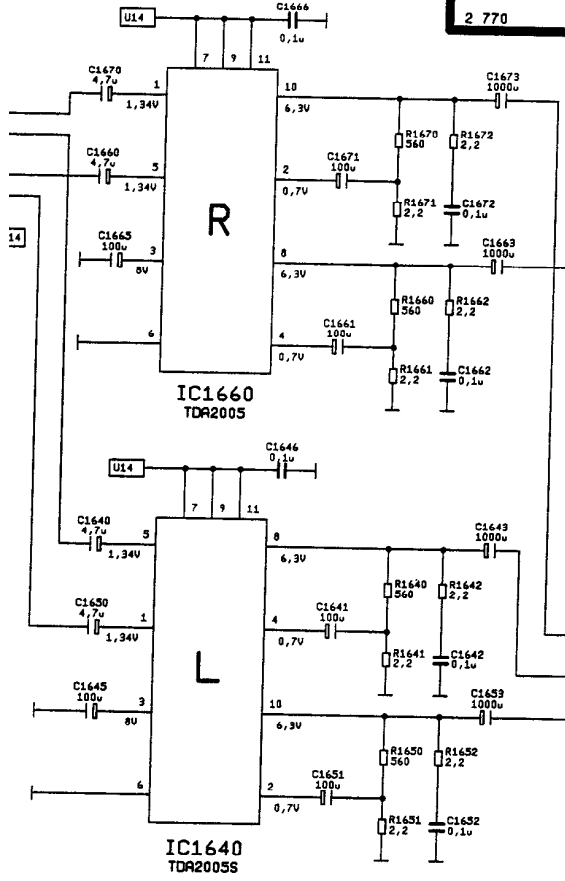 2 770
U14
C1666
0,1u
7 9 11
C1670
4,7u
1
1,34V
10
6,3V
C1673
1000u
R1670
560
R1672
2,2
C1660
4,7u
5
1,34V
C1671
100u
2
0,7V
R1671
2,2
C1672
0,1u
R
14
C1665
100u
3
8V
8
6,3V
C1663
1000u
R1660
560
R1662
2,2
C1661
100u
4
0,7V
6
R1661
2,2
C1662
0,1u
IC1660
TDA2005
U14
C1646
0,1u
7 9 11
C1640
4,7u
5
1,34V
8
6,3V
C1643
1000u
R1640
560
R1642
2,2
C1650
4,7u
1
1,34V
C1641
100u
4
0,7V
R1641
2,2
C1642
0,1u
L
C1645
100u
3
8V
10
6,3V
C1653
1000u
R1650
560
R1652
2,2
C1651
100u
2
0,7V
6
R1651
2,2
C1652
0,1u
IC1640
TDA2005S